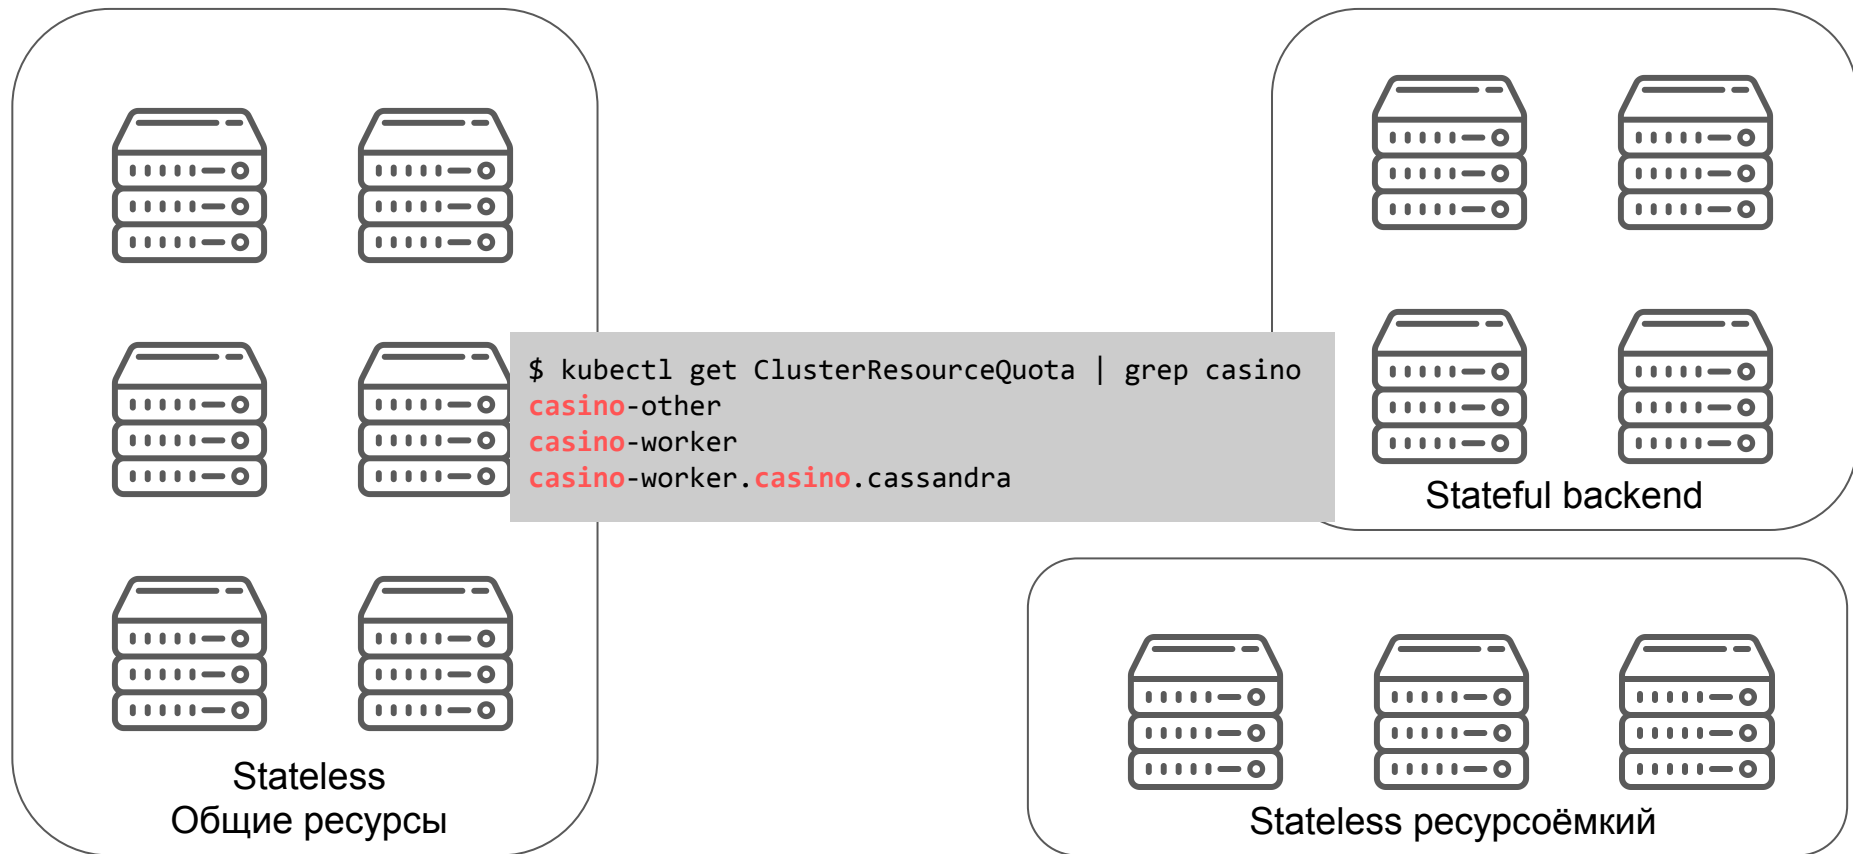 $ kubectl get ClusterResourceQuota | grep casino
casino-other
casino-worker
casino-worker.casino.cassandra
Stateful backend
Stateless
Общие ресурсы
Stateless ресурсоёмкий